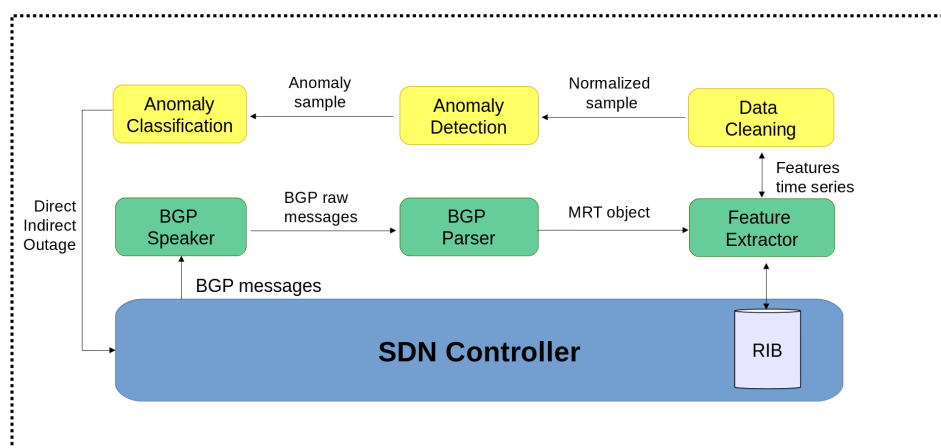 Anomaly
Classification
Anomaly
sample
Anomaly
Detection
Normalized
sample
Data
Cleaning
Features
time series
Direct
Indirect
Outage
BGP
Speaker
BGP raw
messages
BGP
Parser
MRT object
Feature
Extractor
BGP messages
SDN Controller
RIB